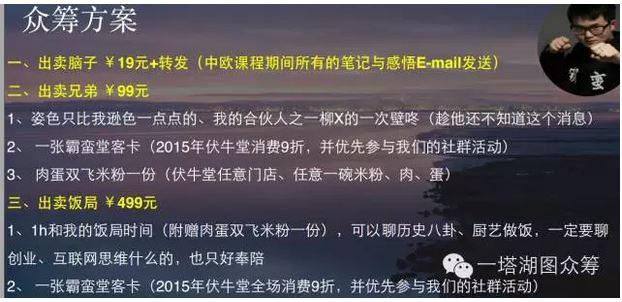 众筹方案
一、出卖脑子 ￥19元+转发（中欧课程期间所有的笔记与感悟E-mail发送）
二、出卖兄弟 ￥99元
1、姿色只比我逊色一点点的、我的合伙人之一柳X的一次壁咚（趁他还不知道这个消息）
2、 一张霸蛮堂客卡（2015年伏牛堂消费9折，并优先参与我们的社群活动）
3、 肉蛋双飞米粉一份（伏牛堂任意门店、任意一碗米粉、肉、蛋）
三、出卖饭局 ￥499元
1、1h和我的饭局时间（附赠肉蛋双飞米粉一份），可以聊历史八卦、厨艺做饭，一定要聊
创业、互联网思维什么的，也只好奉陪
2、 一张霸蛮堂客卡（2015年伏牛堂全场消费9折，并优先参与我们的社群活动）
一塔湖图众筹
蛮